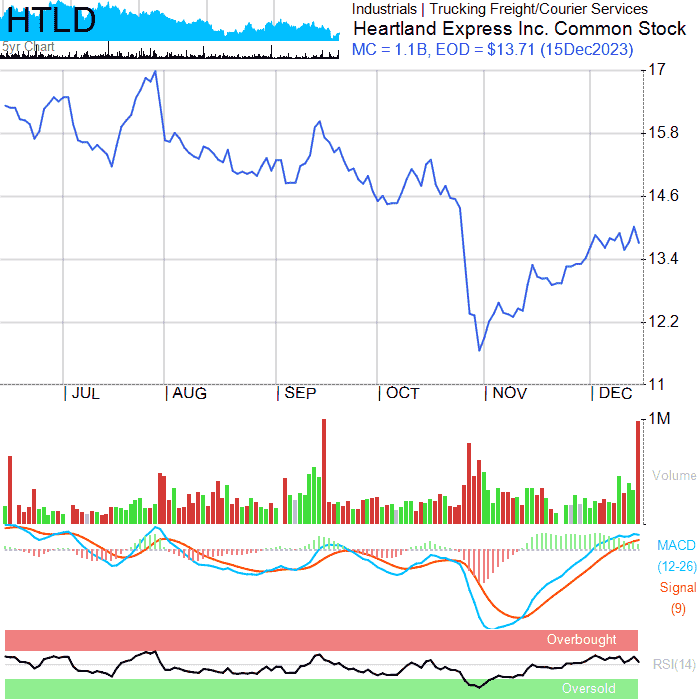 HTLD
5yr Chart
Industrials | Trucking Freight/Courier Services
Heartland Express Inc. Common Stock
MC = 1.1B, EOD = $13.71 (15Dec2023)
17
15.8
14.6
13.4
12.2
11
JUL
AUG
SEP
OCT
NOV
DEC
1M
Volume
MACD
(12-26)
Signal
(9)
Overbought
RSI(14)
Oversold